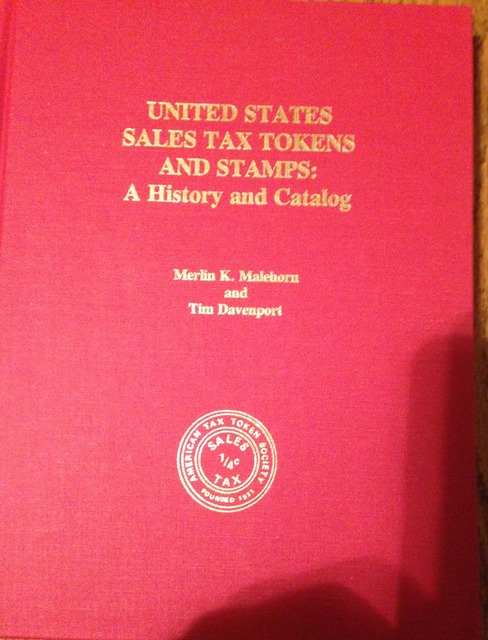 UNITED STATES
SALES TAX TOKENS
AND STAMPS:
A History and Catalog
Merlin K. Malehorn
and
Tim Davenport
AMERICAN TAX TOKEN SOCIETY
SALES
1/4¢
TAX
FOUNDED 1971